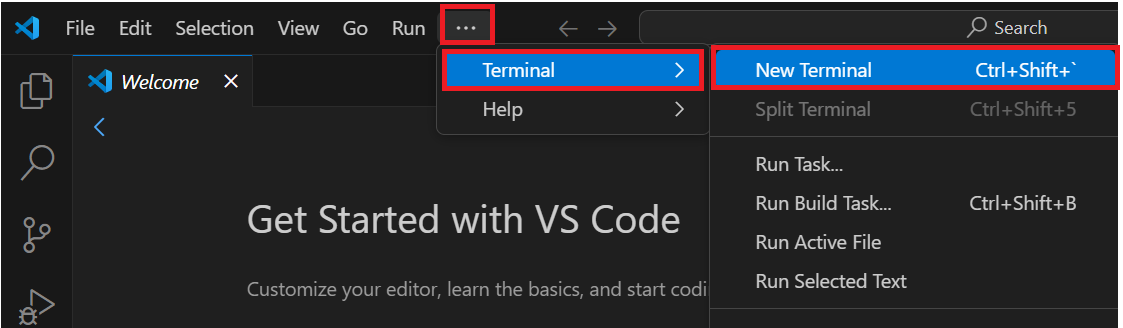 File Edit Selection View Go Run ... Search
Welcome
Terminal
Help
New Terminal Ctrl+Shift+`
Split Terminal Ctrl+Shift+5
Run Task...
Run Build Task... Ctrl+Shift+B
Run Active File
Run Selected Text
Get Started with VS Code
Customize your editor, learn the basics, and start codi